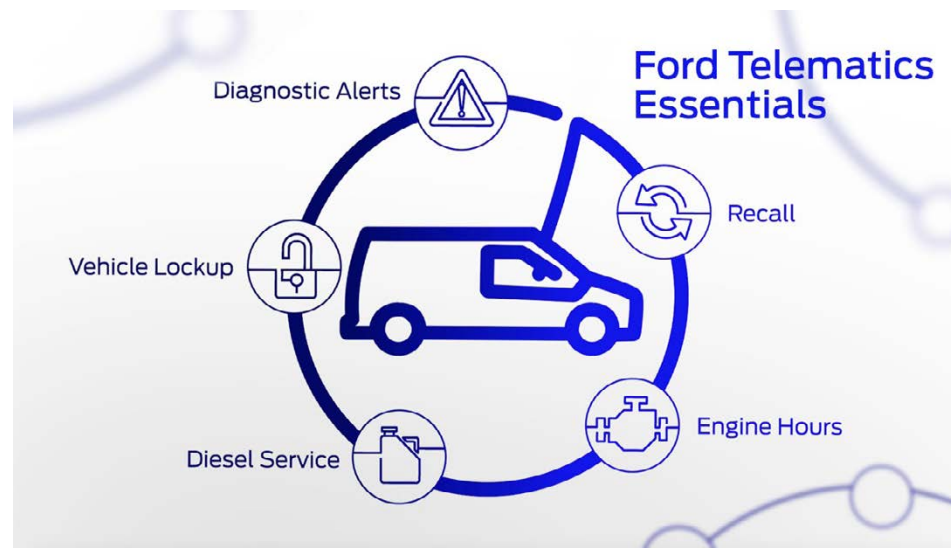 Ford Telematics
Essentials
Diagnostic Alerts
Recall
Vehicle Lockup
Engine Hours
Diesel Service